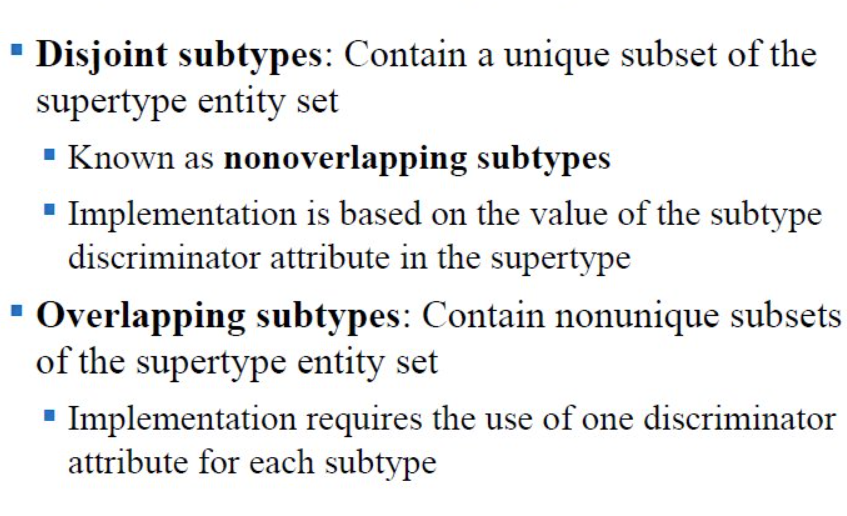 ▪ Disjoint subtypes: Contain a unique subset of the
supertype entity set
▪ Known as nonoverlapping subtypes
▪ Implementation is based on the value of the subtype
discriminator attribute in the supertype
▪ Overlapping subtypes: Contain nonunique subsets
of the supertype entity set
▪ Implementation requires the use of one discriminator
attribute for each subtype